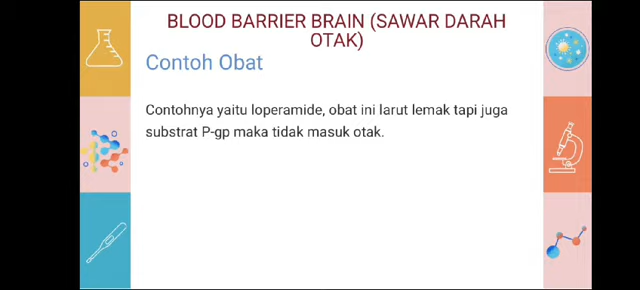 BLOOD BARRIER BRAIN (SAWAR DARAH
OTAK)
Contoh Obat
Contohnya yaitu loperamide, obat ini larut lemak tapi juga
substrat P-gp maka tidak masuk otak.